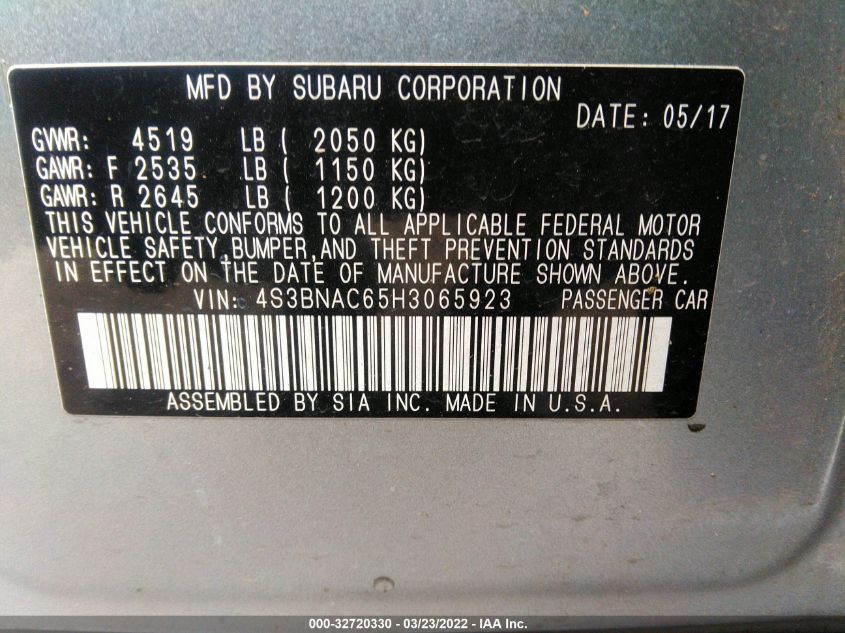 MFD BY SUBARU CORPORATION
DATE: 05/17
GVWR: 4519 LB ( 2050 KG)
GAWR: F 2535 LB ( 1150 KG)
GAWR: R 2645 LB ( 1200 KG)
THIS VEHICLE CONFORMS TO ALL APPLICABLE FEDERAL MOTOR
VEHICLE SAFETY,BUMPER,AND THEFT PREVENTION STANDARDS
IN EFFECT ON THE DATE OF MANUFACTURE SHOWN ABOVE.
VIN: 4S3BNAC65H3065923 PASSENGER CAR
ASSEMBLED BY SIA INC. MADE IN U.S.A.
000-32720330 - 03/23/2022 - IAA Inc.